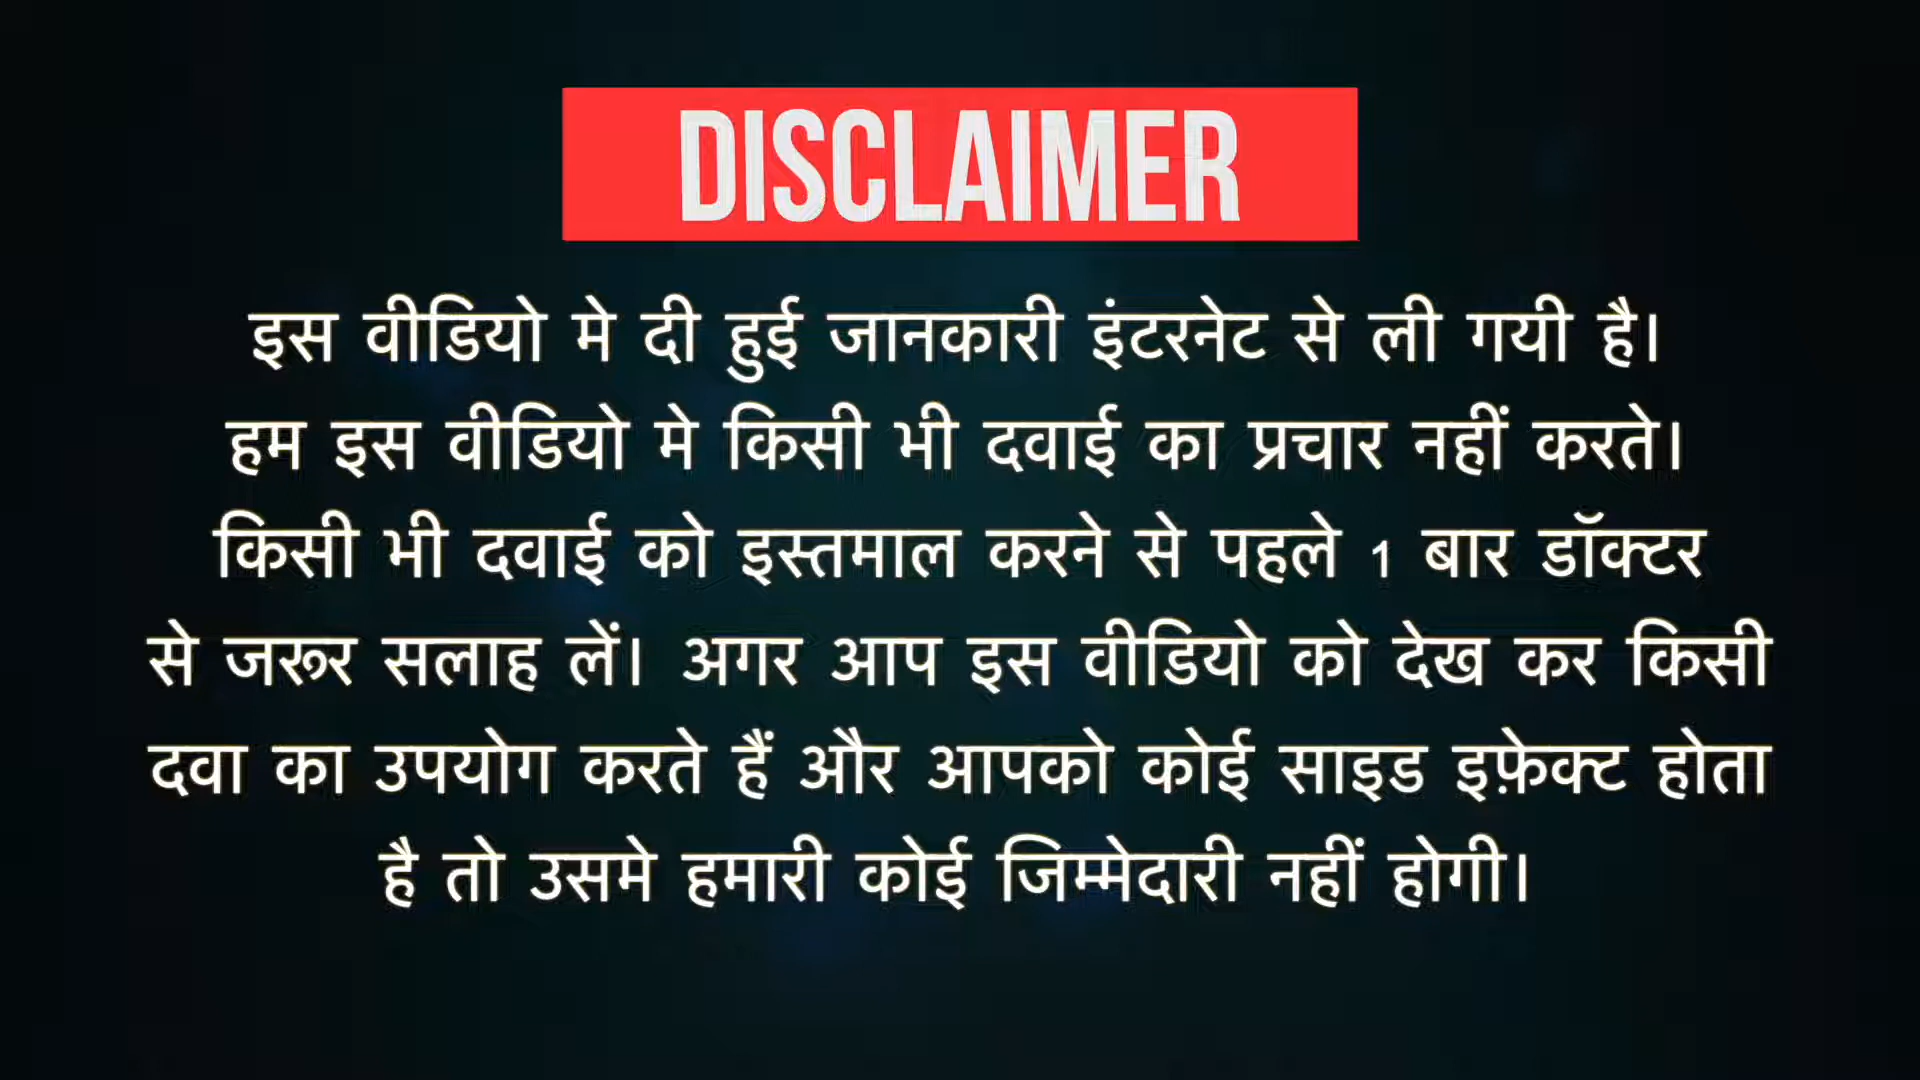 DISCLAIMER
इस वीडियो मे दी हुई जानकारी इंटरनेट से ली गयी है।
हम इस वीडियो मे किसी भी दवाई का प्रचार नहीं करते।
किसी भी दवाई को इस्तमाल करने से पहले 1 बार डॉक्टर
से जरूर सलाह लें। अगर आप इस वीडियो को देख कर किसी
दवा का उपयोग करते हैं और आपको कोई साइड इफ़ेक्ट होता
है तो उसमे हमारी कोई जिम्मेदारी नहीं होगी।